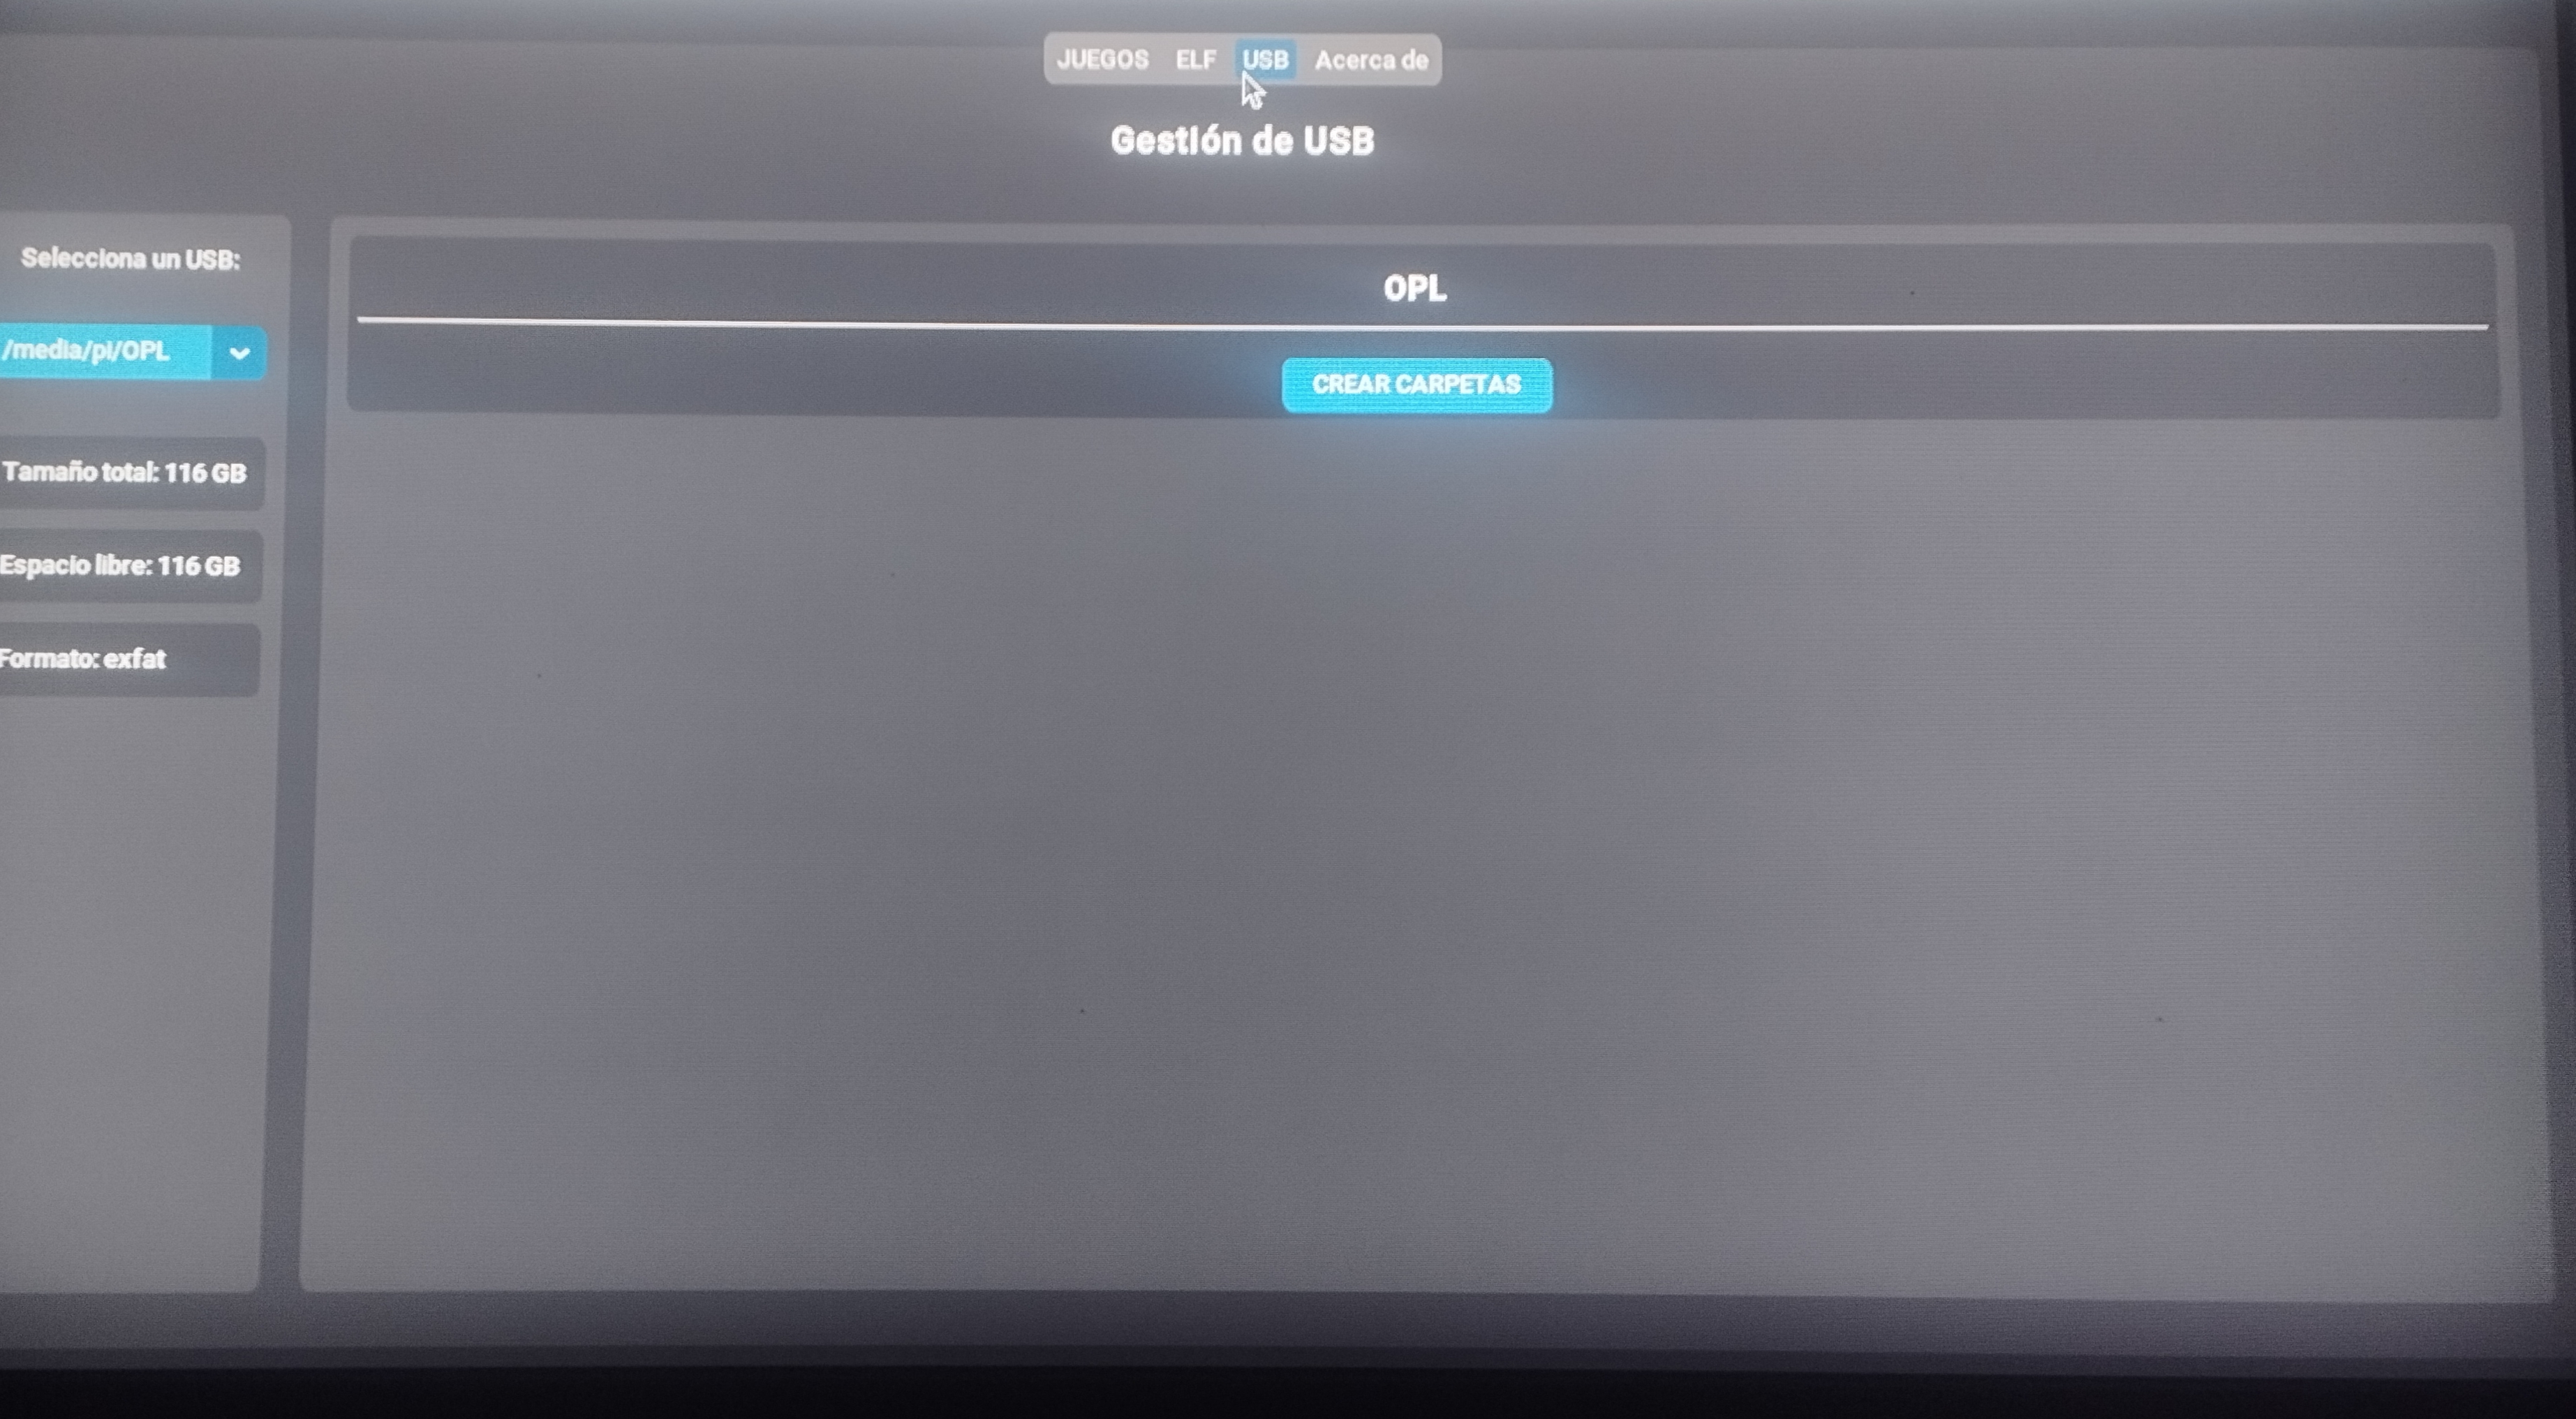 JUEGOS ELF USB Acerca de
Gestión de USB
Selecciona un USB:
/media/pi/OPL
Tamaño total: 116 GB
Espacio libre: 116 GB
Formato: exfat
OPL
CREAR CARPETAS